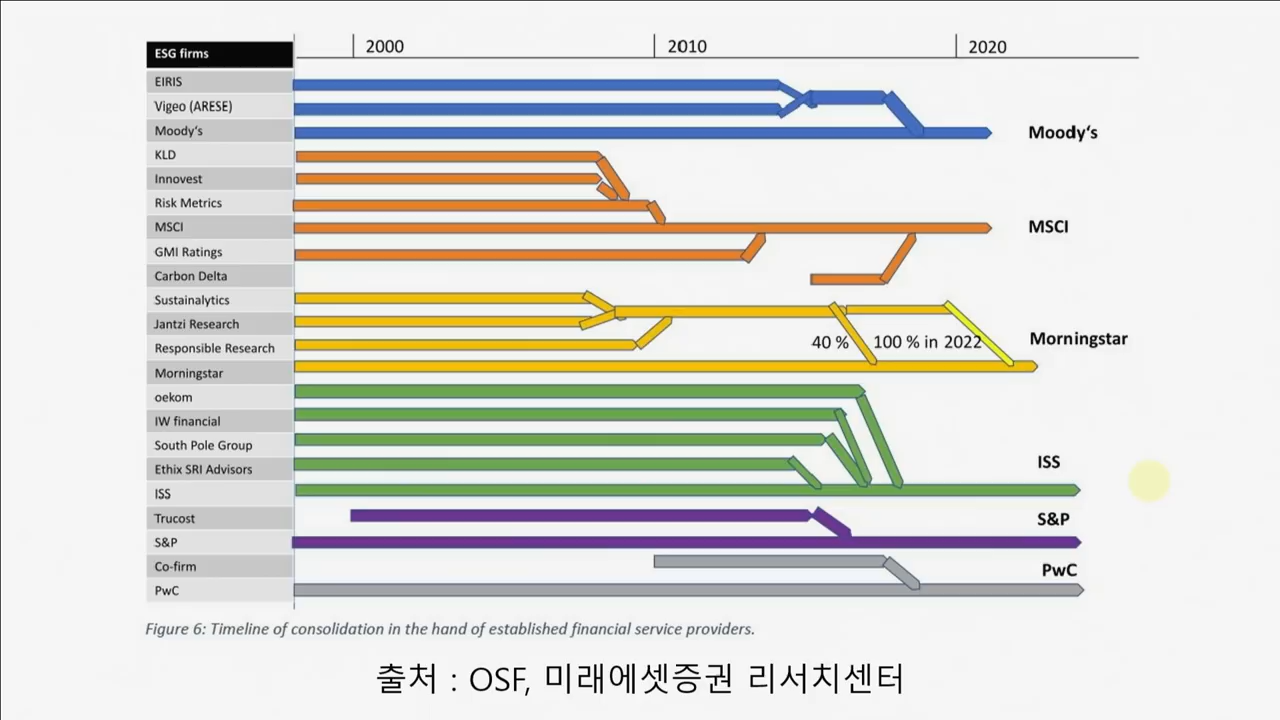 2000 2010 2020
ESG firms
EIRIS
Vigeo (ARESE)
Moody's
Moody's
KLD
Innovest
Risk Metrics
MSCI
MSCI
GMI Ratings
Carbon Delta
Sustainalytics
Jantzi Research
40 % 100 % in 2022 Morningstar
Responsible Research
Morningstar
oekom
IW financial
South Pole Group
ISS
Ethix SRI Advisors
ISS
Trucost
S&P
S&P
Co-firm
PwC
PwC
Figure 6: Timeline of consolidation in the hand of established financial service providers.
출처 : OSF, 미래에셋증권 리서치센터